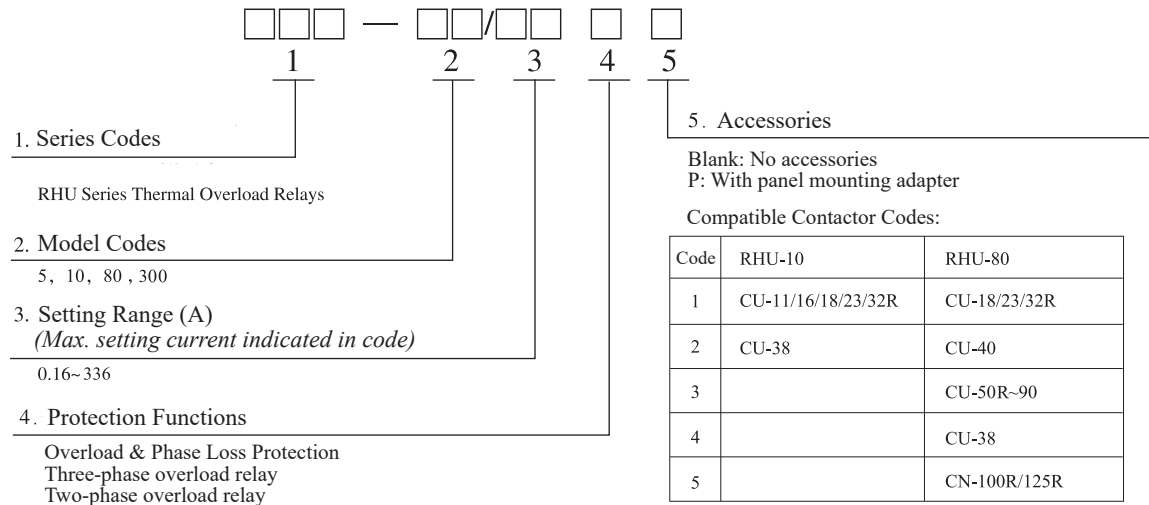 — /
1 2 3 4 5
1. Series Codes
RHU Series Thermal Overload Relays
2. Model Codes
5, 10, 80 , 300
3. Setting Range (A)
(Max. setting current indicated in code)
0.16~336
4. Protection Functions
Overload & Phase Loss Protection
Three-phase overload relay
Two-phase overload relay
5. Accessories
Blank: No accessories
P: With panel mounting adapter
Compatible Contactor Codes:
Code RHU-10 RHU-80
1 CU-11/16/18/23/32R CU-18/23/32R
2 CU-38 CU-40
3 CU-50R~90
4 CU-38
5 CN-100R/125R